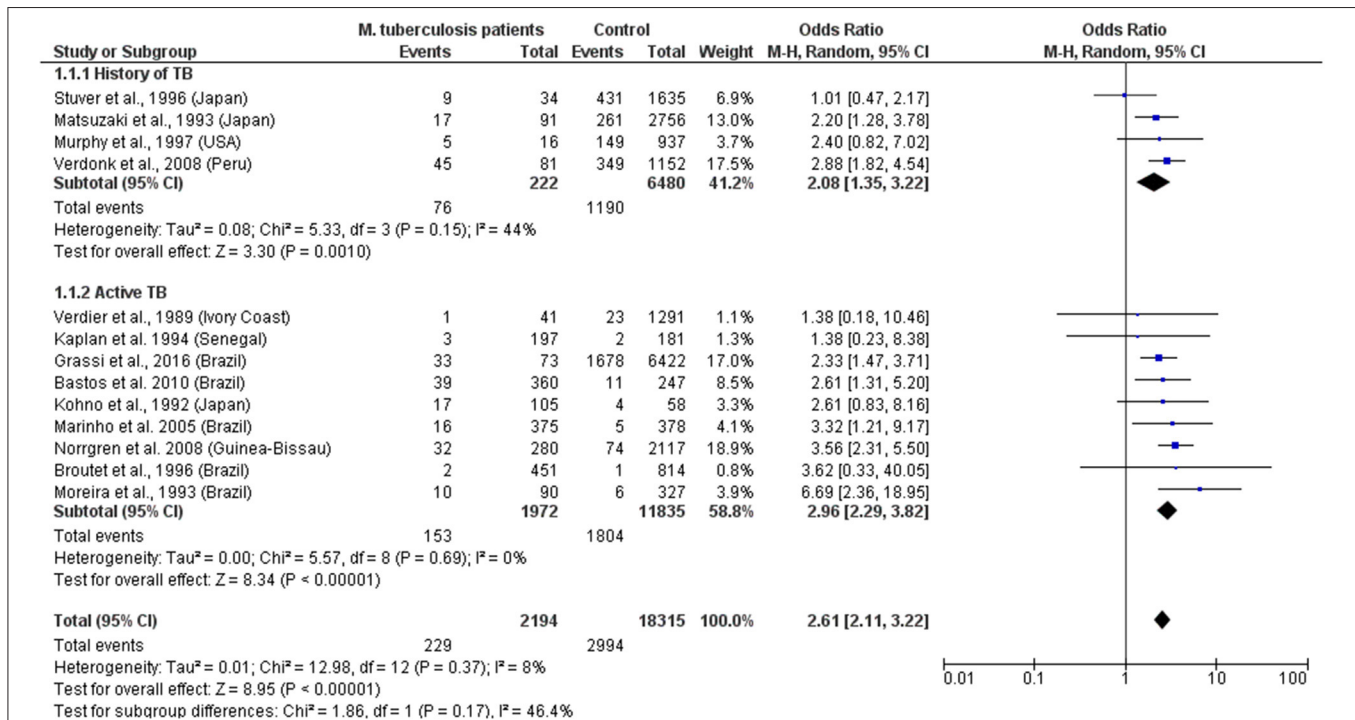 M. tuberculosis patients Control Odds Ratio Odds Ratio
Study or Subgroup Events Total Events Total Weight M-H, Random, 95% CI M-H, Random, 95% CI
1.1.1 History of TB
Stuver et al., 1996 (Japan) 9 34 431 1635 6.9% 1.01 [0.47, 2.17]
Matsuzaki et al., 1993 (Japan) 17 91 261 2756 13.0% 2.20 [1.28, 3.78]
Murphy et al., 1997 (USA) 5 16 149 937 3.7% 2.40 [0.82, 7.02]
Verdonk et al., 2008 (Peru) 45 81 349 1152 17.5% 2.88 [1.82, 4.54]
Subtotal (95% CI) 222 6480 41.2% 2.08 [1.35, 3.22]
Total events 76 1190
Heterogeneity: Tau² = 0.08; Chi² = 5.33, df = 3 (P = 0.15); I² = 44%
Test for overall effect: Z = 3.30 (P = 0.0010)
1.1.2 Active TB
Verdier et al., 1989 (Ivory Coast) 1 41 23 1291 1.1% 1.38 [0.18, 10.46]
Kaplan et al. 1994 (Senegal) 3 197 2 181 1.3% 1.38 [0.23, 8.38]
Grassi et al., 2016 (Brazil) 33 73 1678 6422 17.0% 2.33 [1.47, 3.71]
Bastos et al. 2010 (Brazil) 39 360 11 247 8.5% 2.61 [1.31, 5.20]
Kohno et al., 1992 (Japan) 17 105 4 58 3.3% 2.61 [0.83, 8.16]
Marinho et al. 2005 (Brazil) 16 375 5 378 4.1% 3.32 [1.21, 9.17]
Norrgren et al. 2008 (Guinea-Bissau) 32 280 74 2117 18.9% 3.56 [2.31, 5.50]
Broutet et al., 1996 (Brazil) 2 451 1 814 0.8% 3.62 [0.33, 40.05]
Moreira et al., 1993 (Brazil) 10 90 6 327 3.9% 6.69 [2.36, 18.95]
Subtotal (95% CI) 1972 11835 58.8% 2.96 [2.29, 3.82]
Total events 153 1804
Heterogeneity: Tau² = 0.00; Chi² = 5.57, df = 8 (P = 0.69); I² = 0%
Test for overall effect: Z = 8.34 (P < 0.00001)
Total (95% CI) 2194 18315 100.0% 2.61 [2.11, 3.22]
Total events 229 2994
Heterogeneity: Tau² = 0.01; Chi² = 12.98, df = 12 (P = 0.37); I² = 8%
Test for overall effect: Z = 8.95 (P < 0.00001)
Test for subgroup differences: Chi² = 1.86, df = 1 (P = 0.17), I² = 46.4%
0.01 0.1 1 10 100